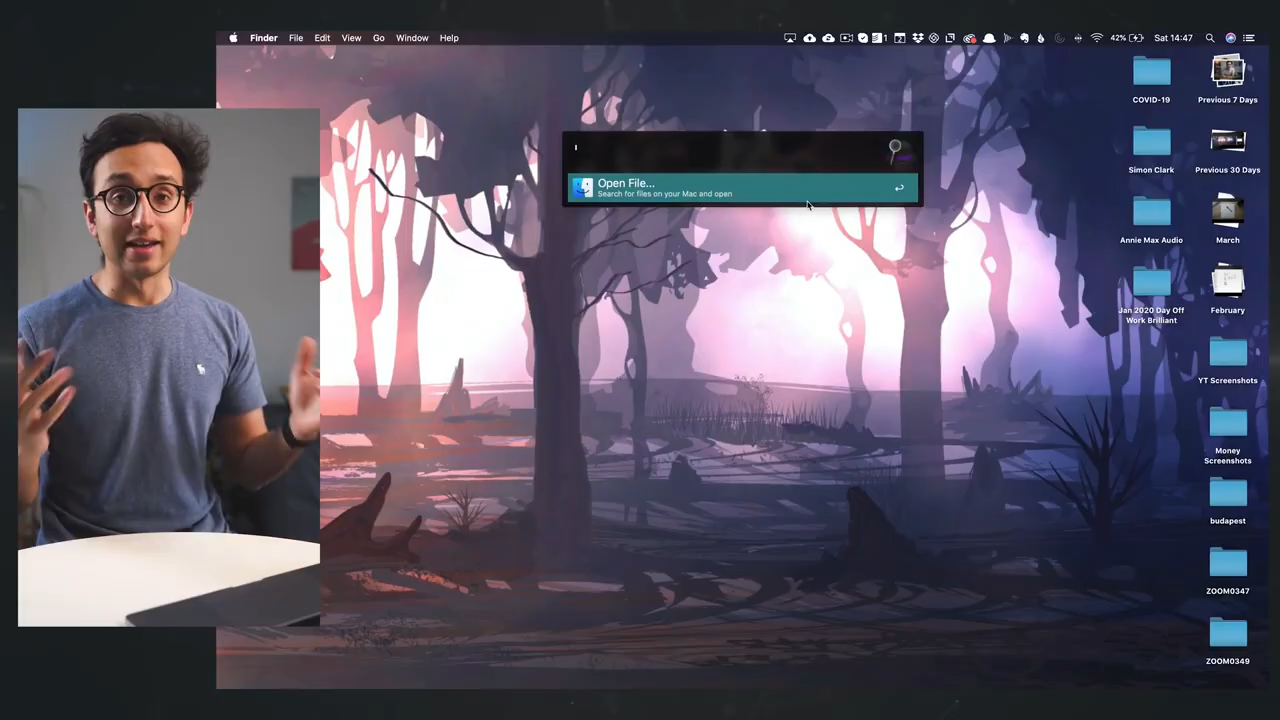 Finder File Edit View Go Window Help
1 42% Sat 14:47
Open File...
Search for files on your Mac and open
COVID-19
Previous 7 Days
Simon Clark
Previous 30 Days
Annie Max Audio
March
Jan 2020 Day Off
Work Brilliant
February
YT Screenshots
Money
Screenshots
budapest
ZOOM0347
ZOOM0349